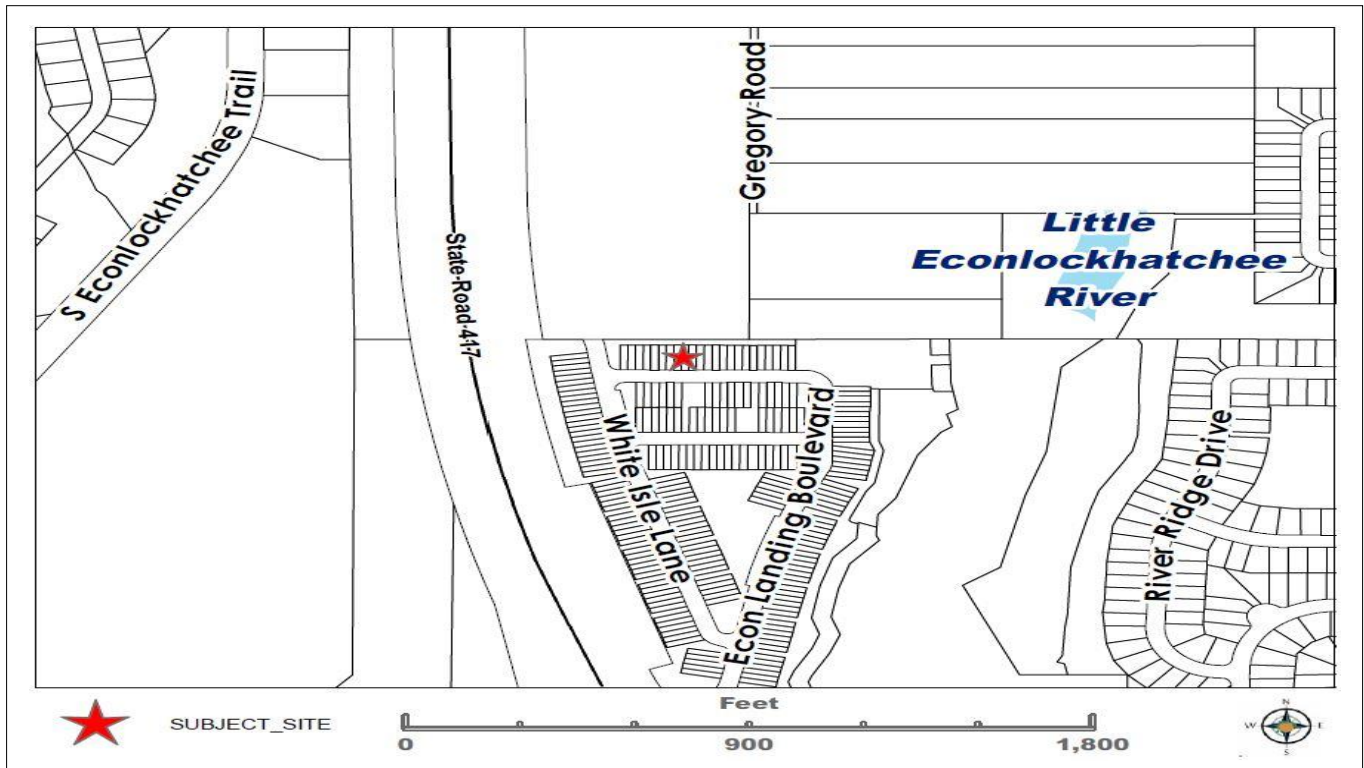 S Econlockhatchee Trail
State-Road-417
Gregory-Road
Little
Econlockhatchee
River
White Isle Lane
Econ Landing Boulevard
River Ridge Drive
SUBJECT_SITE
Feet
0 900 1,800
N
W E
S